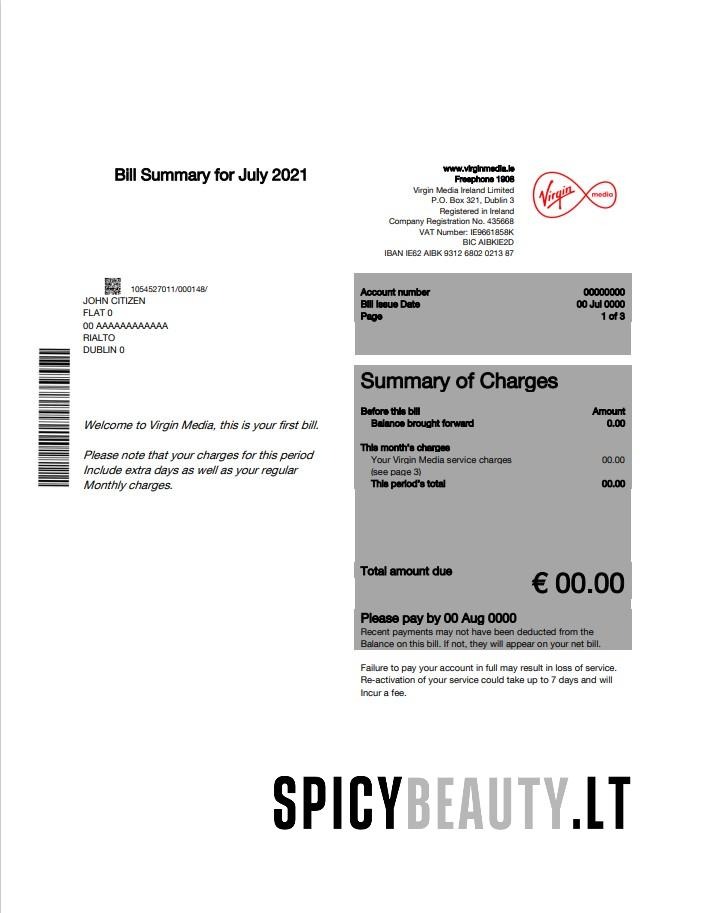 Bill Summary for July 2021
www.virginmedia.ie
Freephone 1908
Virgin Media Ireland Limited
P.O. Box 321, Dublin 3
Registered in Ireland
Company Registration No. 435668
VAT Number: IE9661858K
BIC AIBKIE2D
IBAN IE62 AIBK 9312 6802 0213 87
Virgin media
1054527011/000148/
JOHN CITIZEN
FLAT 0
00 AAAAAAAAAAAA
RIALTO
DUBLIN 0
Account number 00000000
Bill Issue Date 00 Jul 0000
Page 1 of 3
Welcome to Virgin Media, this is your first bill.
Please note that your charges for this period
Include extra days as well as your regular
Monthly charges.
Summary of Charges
Before this bill Amount
Balance brought forward 0.00
This month's charges
Your Virgin Media service charges 00.00
(see page 3)
This period's total 00.00
Total amount due € 00.00
Please pay by 00 Aug 0000
Recent payments may not have been deducted from the
Balance on this bill. If not, they will appear on your net bill.
Failure to pay your account in full may result in loss of service.
Re-activation of your service could take up to 7 days and will
Incur a fee.
SPICYBEAUTY.LT